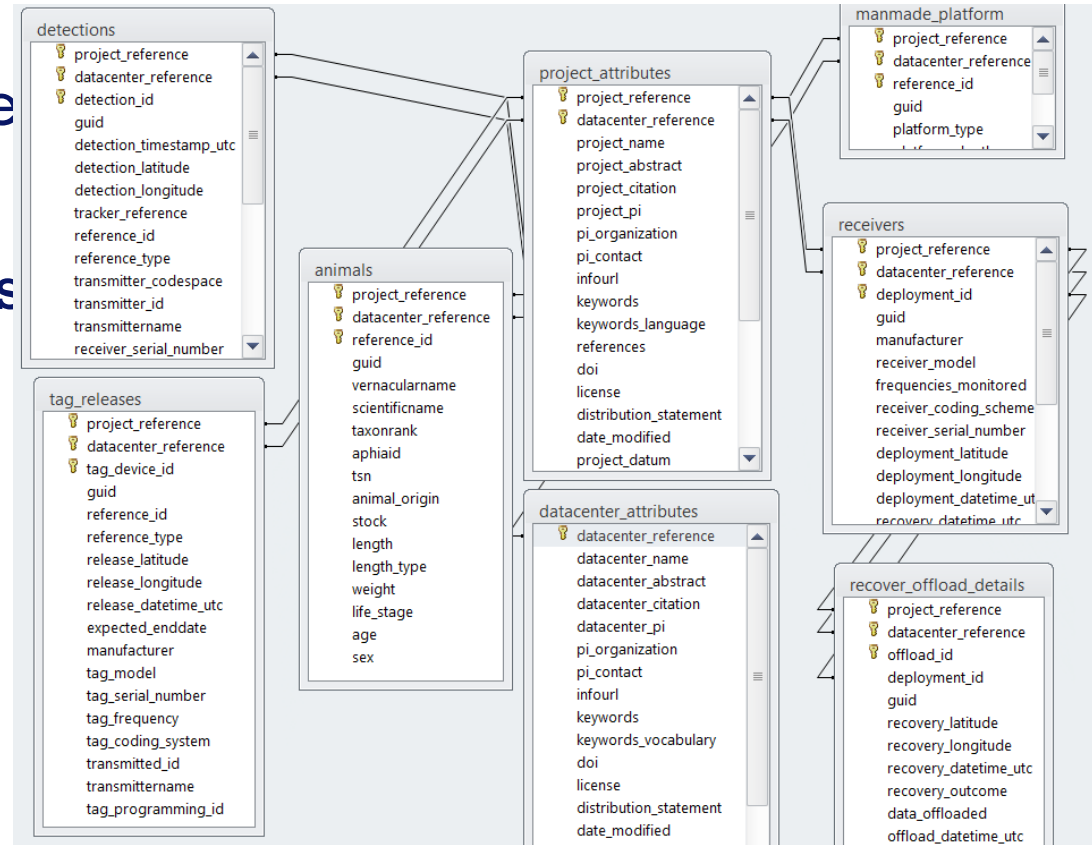 e
s
detections
project_reference
datacenter_reference
detection_id
guid
detection_timestamp_utc
detection_latitude
detection_longitude
tracker_reference
reference_id
reference_type
transmitter_codespace
transmitter_id
transmittername
receiver_serial_number
tag_releases
project_reference
datacenter_reference
tag_device_id
guid
reference_id
reference_type
release_latitude
release_longitude
release_datetime_utc
expected_enddate
manufacturer
tag_model
tag_serial_number
tag_frequency
tag_coding_system
transmitted_id
transmittername
tag_programming_id
animals
project_reference
datacenter_reference
reference_id
guid
vernacularname
scientificname
taxonrank
aphiaid
tsn
animal_origin
stock
length
length_type
weight
life_stage
age
sex
project_attributes
project_reference
datacenter_reference
project_name
project_abstract
project_citation
project_pi
pi_organization
pi_contact
infourl
keywords
keywords_language
references
doi
license
distribution_statement
date_modified
project_datum
datacenter_attributes
datacenter_reference
datacenter_name
datacenter_abstract
datacenter_citation
datacenter_pi
pi_organization
pi_contact
infourl
keywords
keywords_vocabulary
doi
license
distribution_statement
date_modified
manmade_platform
project_reference
datacenter_reference
reference_id
guid
platform_type
receivers
project_reference
datacenter_reference
deployment_id
guid
manufacturer
receiver_model
frequencies_monitored
receiver_coding_scheme
receiver_serial_number
deployment_latitude
deployment_longitude
deployment_datetime_ut
recovery_datetime_utc
recover_offload_details
project_reference
datacenter_reference
offload_id
deployment_id
guid
recovery_latitude
recovery_longitude
recovery_datetime_utc
recovery_outcome
data_offloaded
offload_datetime_utc